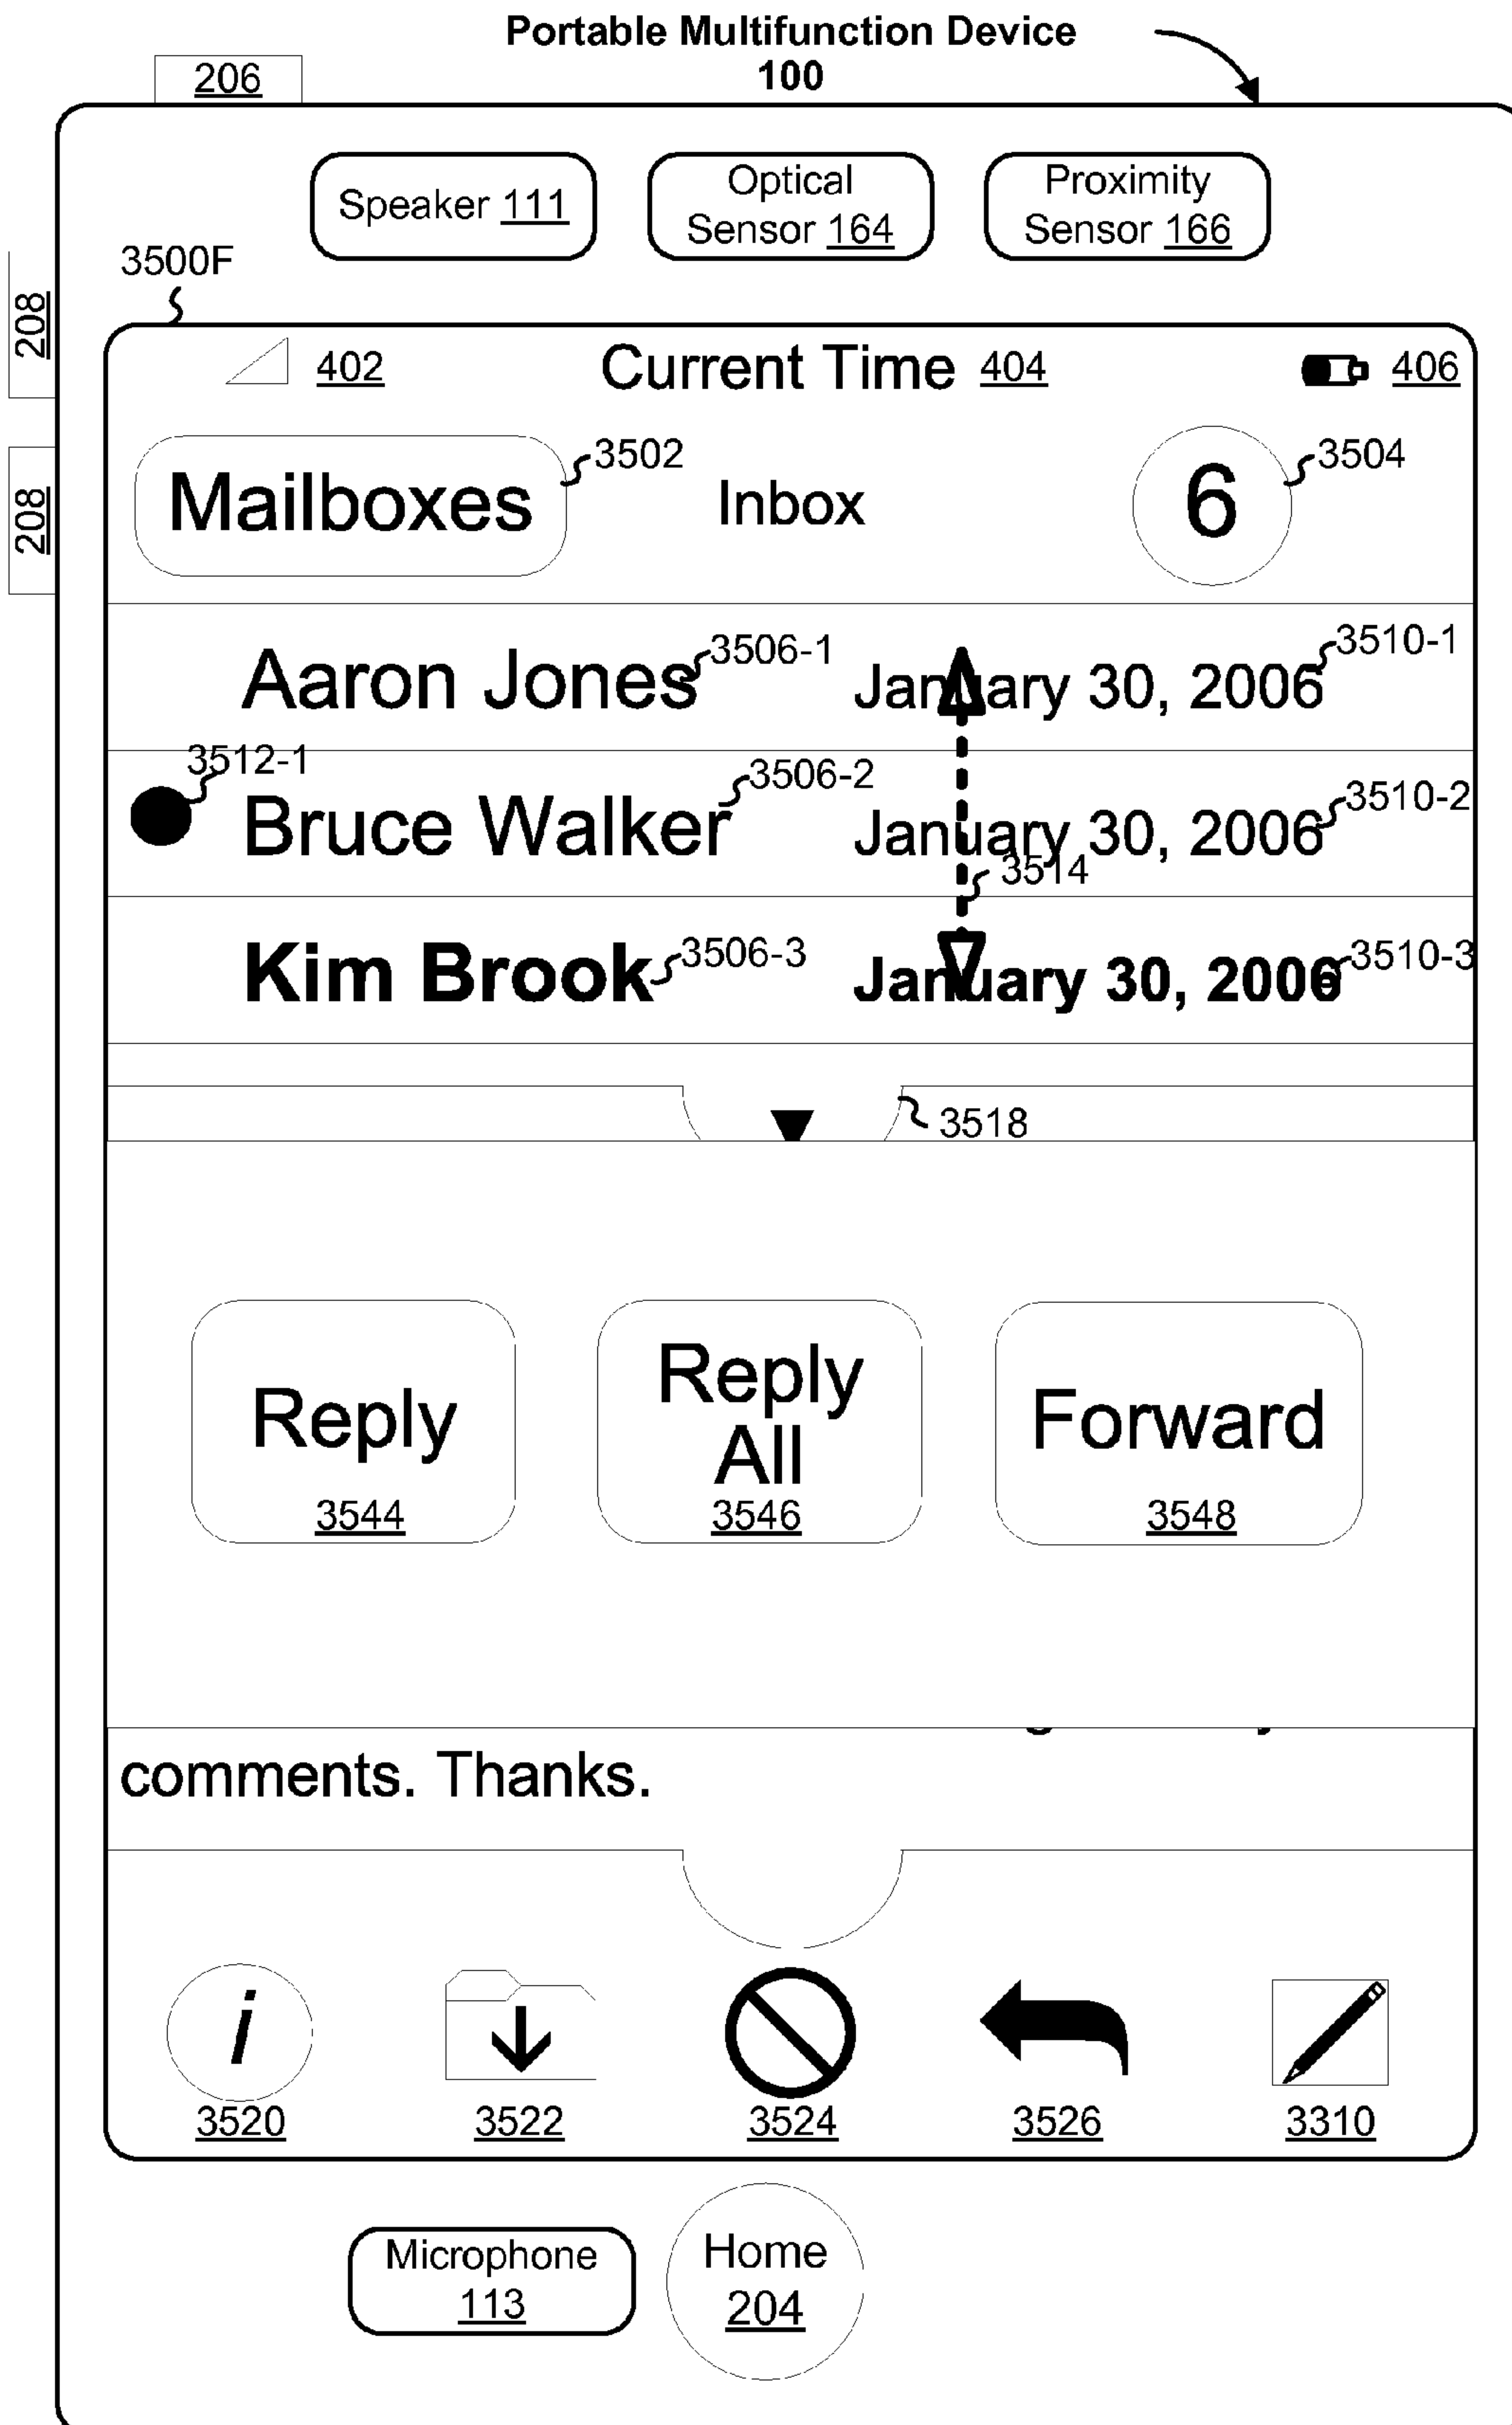 Portable Multifunction Device
100
206
Speaker 111
Optical
Sensor 164
Proximity
Sensor 166
3500F
208
208
402
Current Time 404
406
Mailboxes
3502
Inbox
6
3504
Aaron Jones
3506-1
January 30, 2006
3510-1
3512-1
Bruce Walker
3506-2
January 30, 2006
3510-2
3514
Kim Brook
3506-3
January 30, 2006
3510-3
3518
Reply
3544
Reply
All
3546
Forward
3548
comments. Thanks.
i
3520
3522
3524
3526
3310
Microphone
113
Home
204